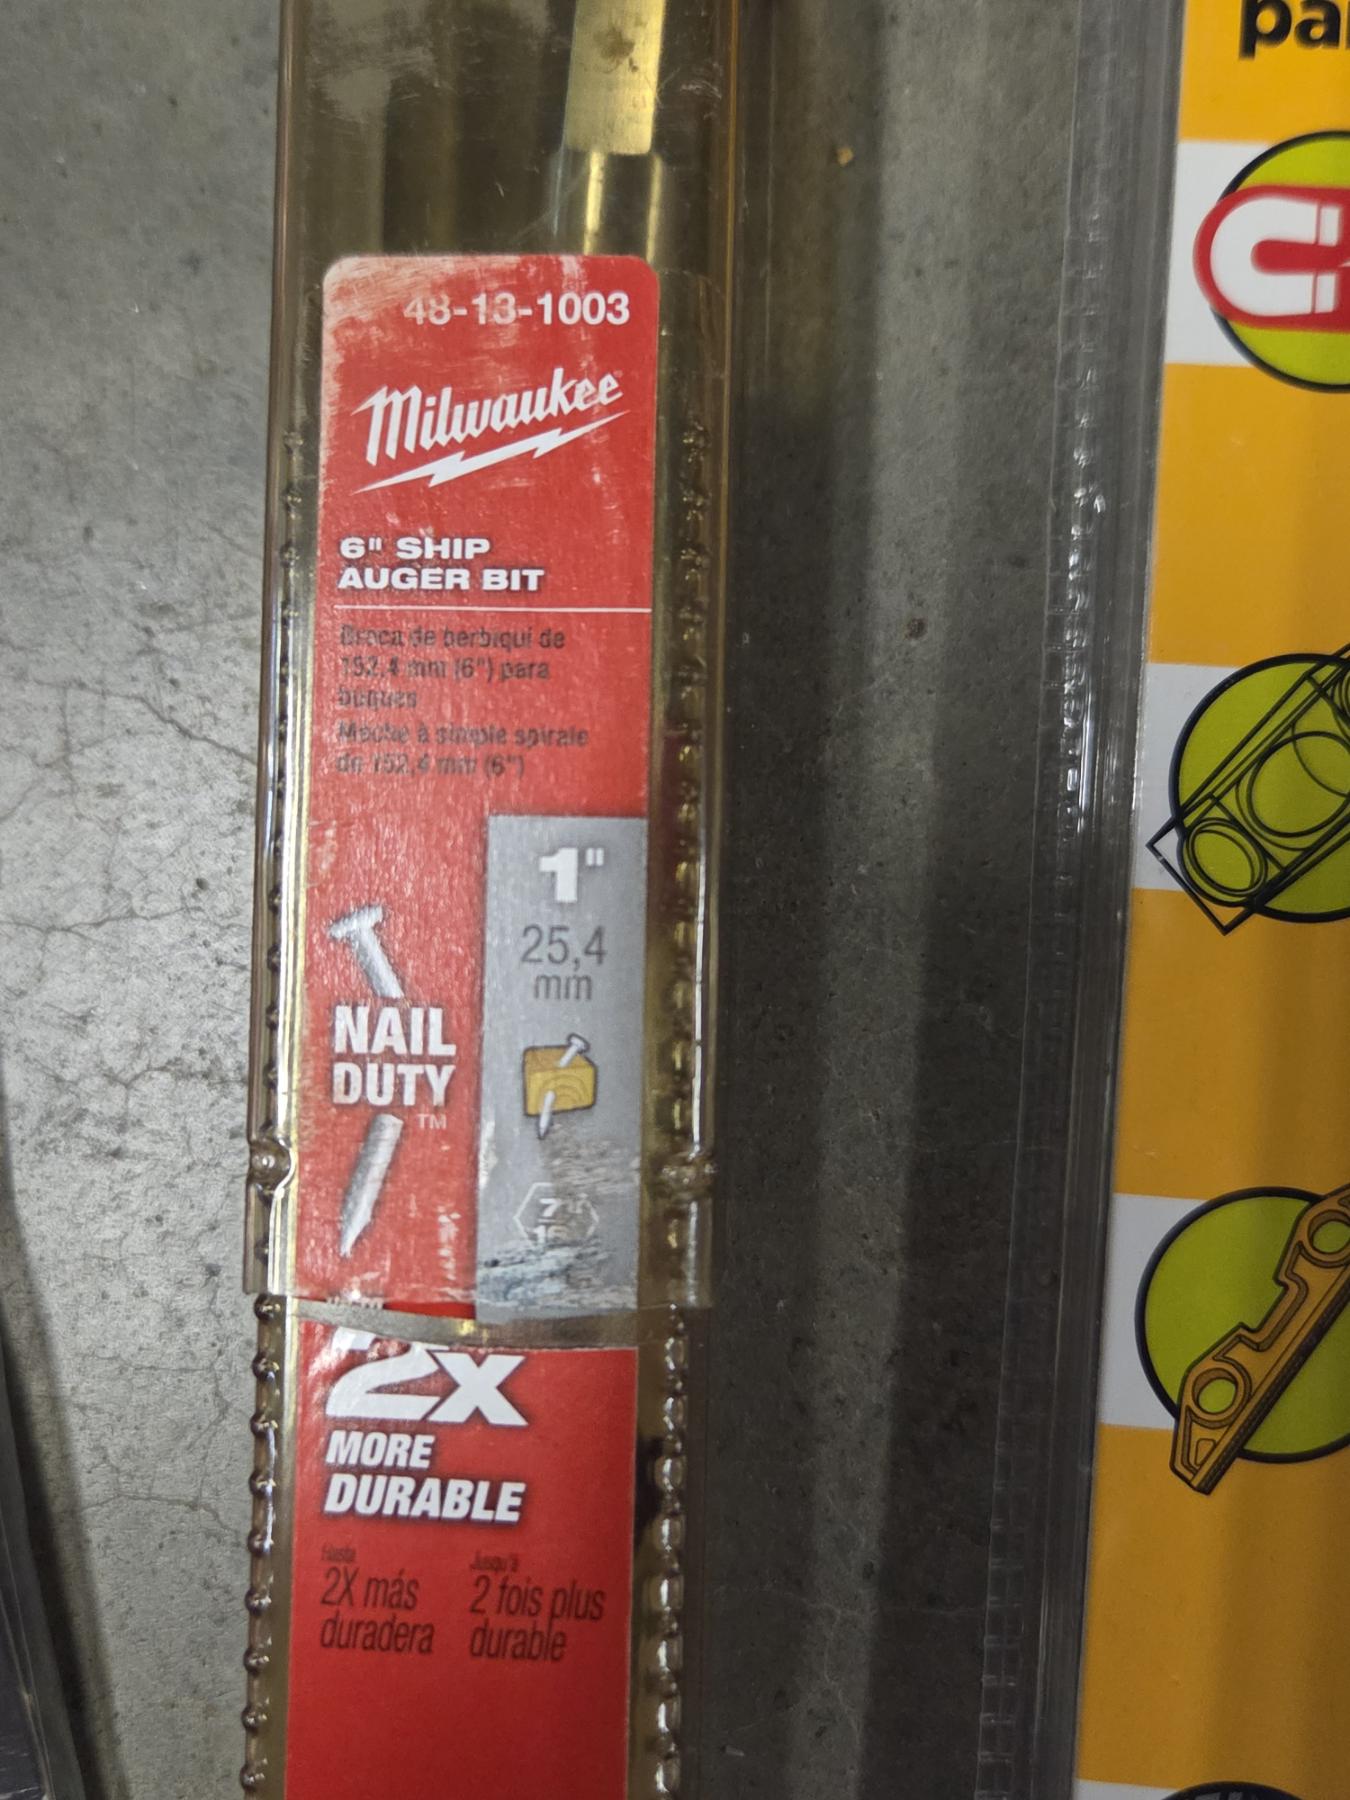 48-13-1003
Milwaukee
6" SHIP
AUGER BIT
Broca de berbiquí de
152,4 mm (6") para
buques
Mèche à simple spirale
de 152,4 mm (6")
1"
25,4
mm
NAIL
DUTY
TM
7
2X
MORE
DURABLE
Hasta
2X más
duradera
Jusqu'à
2 fois plus
durable
pa